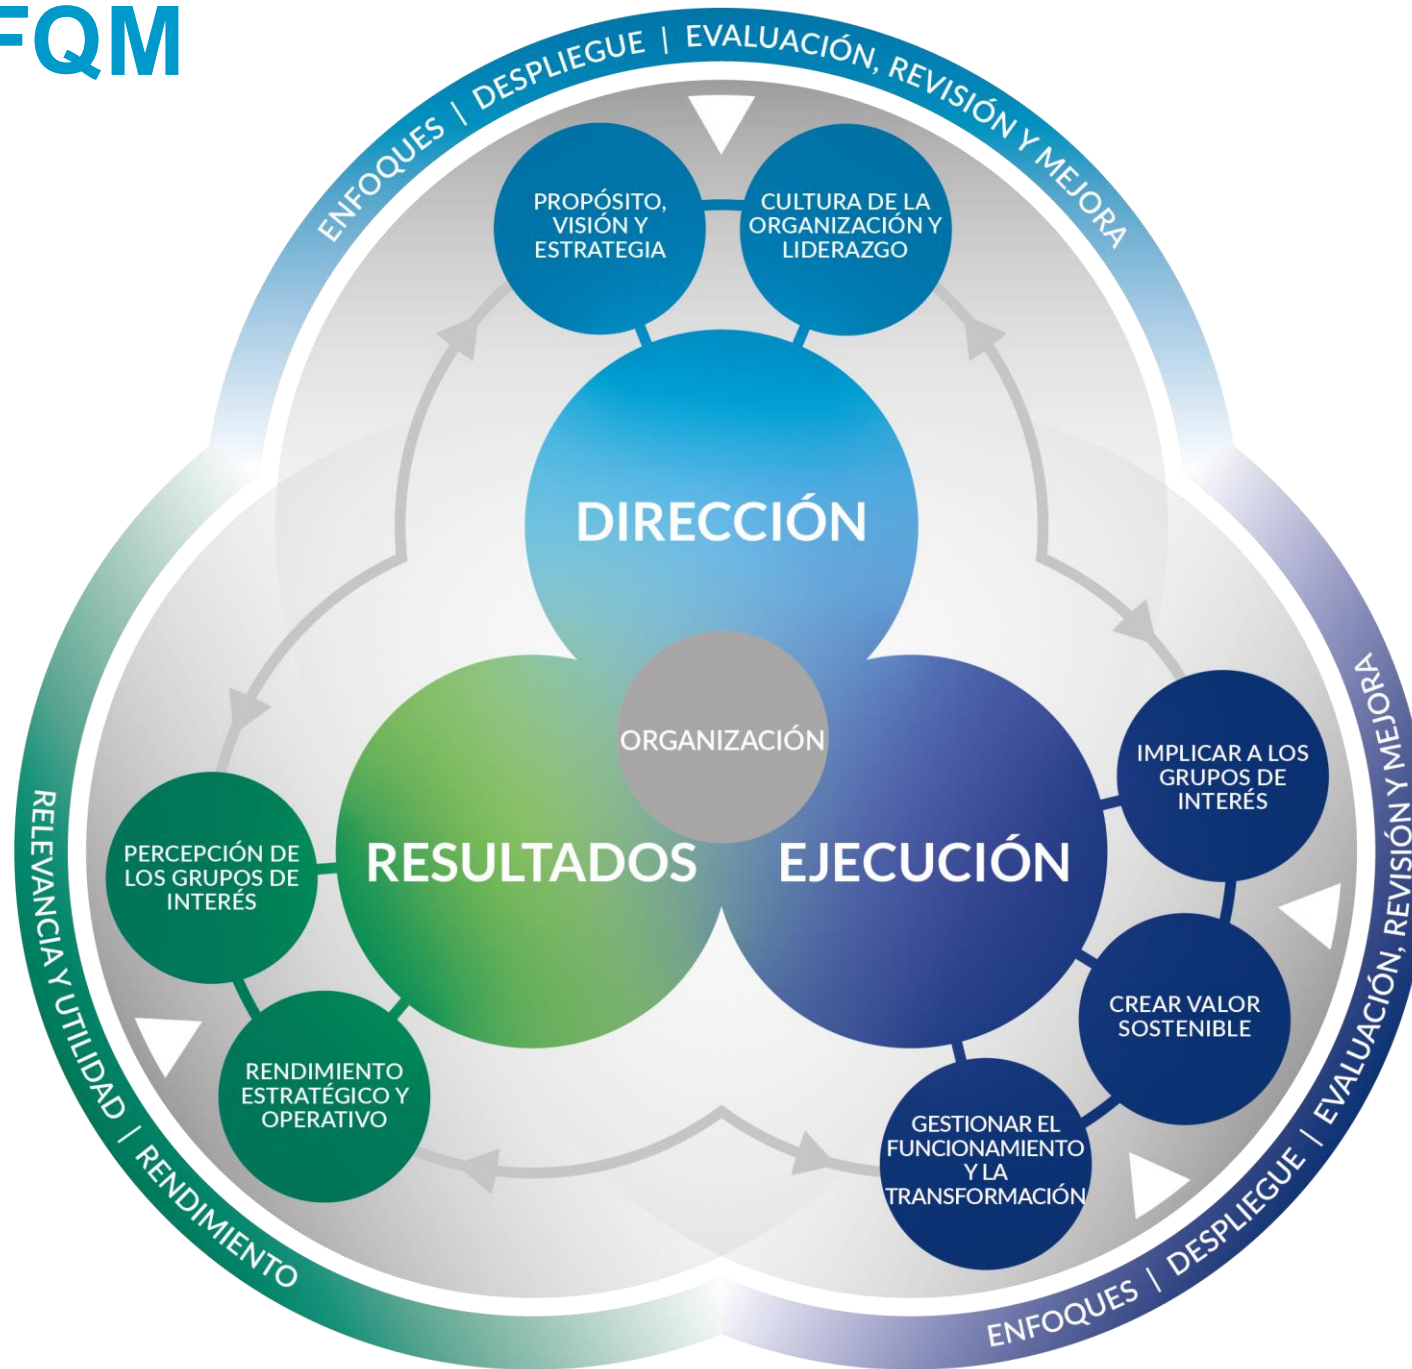 FQM
ENFOQUES | DESPLIEGUE | EVALUACIÓN, REVISIÓN Y MEJORA
PROPÓSITO,
VISIÓN Y
ESTRATEGIA
CULTURA DE LA
ORGANIZACIÓN Y
LIDERAZGO
DIRECCIÓN
ORGANIZACIÓN
RESULTADOS
EJECUCIÓN
PERCEPCIÓN DE
LOS GRUPOS DE
INTERÉS
RENDIMIENTO
ESTRATÉGICO Y
OPERATIVO
IMPLICAR A LOS
GRUPOS DE
INTERÉS
CREAR VALOR
SOSTENIBLE
GESTIONAR EL
FUNCIONAMIENTO
Y LA
TRANSFORMACIÓN
RELEVANCIA Y UTILIDAD | RENDIMIENTO
ENFOQUES | DESPLIEGUE | EVALUACIÓN, REVISIÓN Y MEJORA